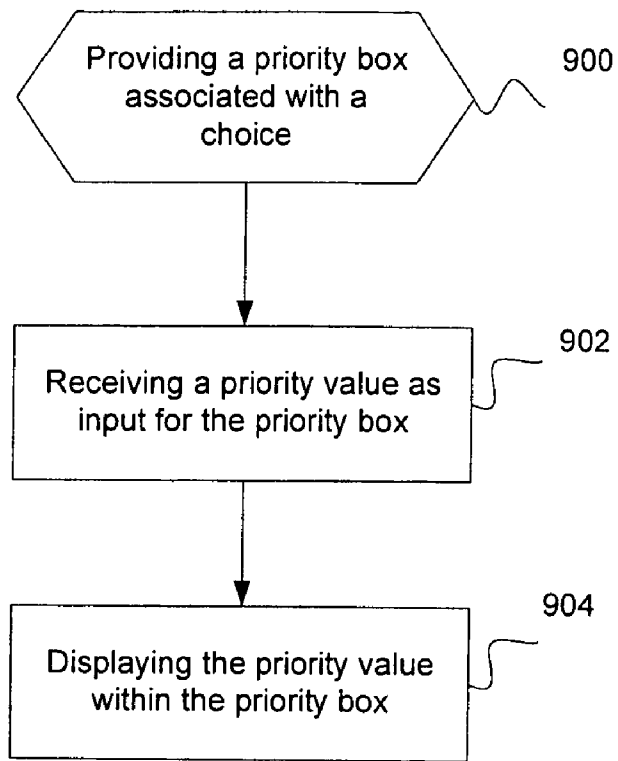 Providing a priority box
associated with a
choice
900
Receiving a priority value as
input for the priority box
902
Displaying the priority value
within the priority box
904